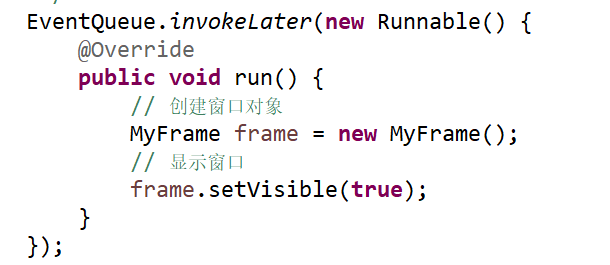 EventQueue.invokeLater(new Runnable() {
    @Override
    public void run() {
        // 创建窗口对象
        MyFrame frame = new MyFrame();
        // 显示窗口
        frame.setVisible(true);
    }
});